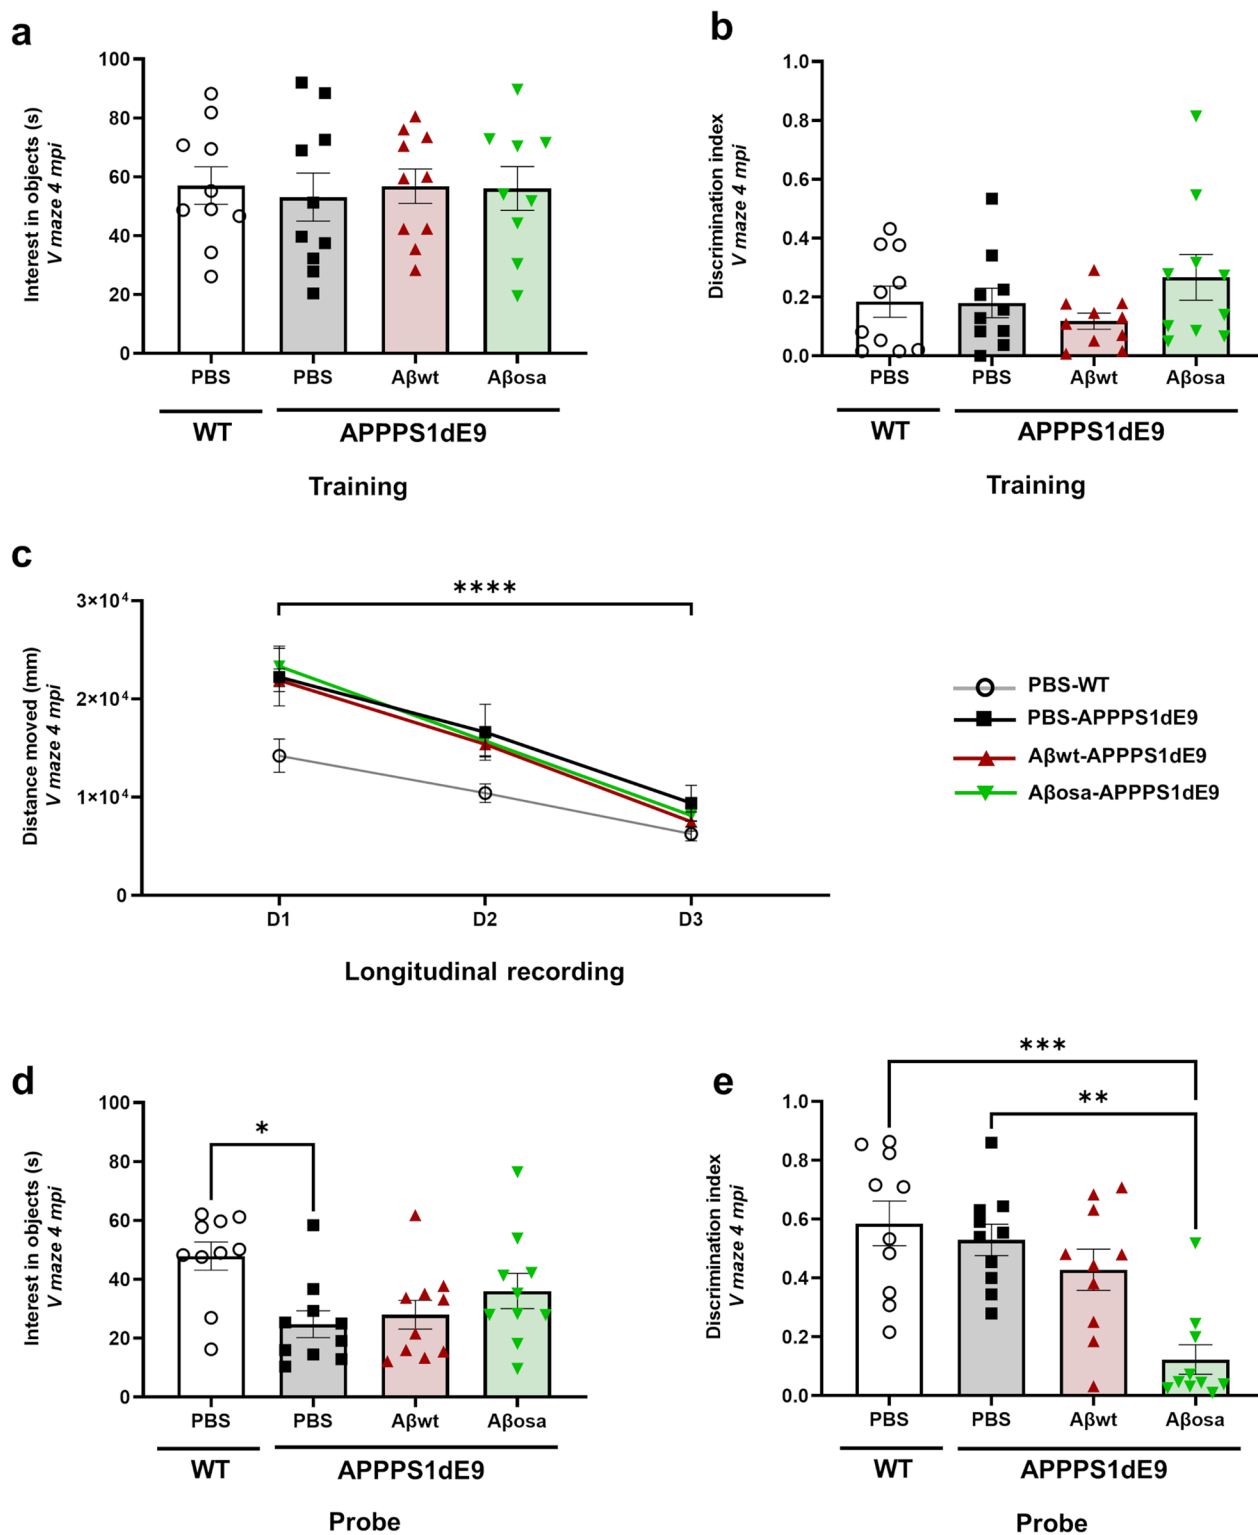 a
Interest in objects (s)
V maze 4 mpi
100
80
60
40
20
0
PBS
PBS
Aβwt
Aβosa
WT
APPPS1dE9
Training
b
Discrimination index
V maze 4 mpi
1.0
0.8
0.6
0.4
0.2
0.0
PBS
PBS
Aβwt
Aβosa
WT
APPPS1dE9
Training
c
Distance moved (mm)
V maze 4 mpi
3×10⁴
2×10⁴
1×10⁴
0
****
D1
D2
D3
Longitudinal recording
PBS-WT
PBS-APPPS1dE9
Aβwt-APPPS1dE9
Aβosa-APPPS1dE9
d
Interest in objects (s)
V maze 4 mpi
100
80
60
40
20
0
*
PBS
PBS
Aβwt
Aβosa
WT
APPPS1dE9
Probe
e
Discrimination index
V maze 4 mpi
1.0
0.8
0.6
0.4
0.2
0.0
***
**
PBS
PBS
Aβwt
Aβosa
WT
APPPS1dE9
Probe